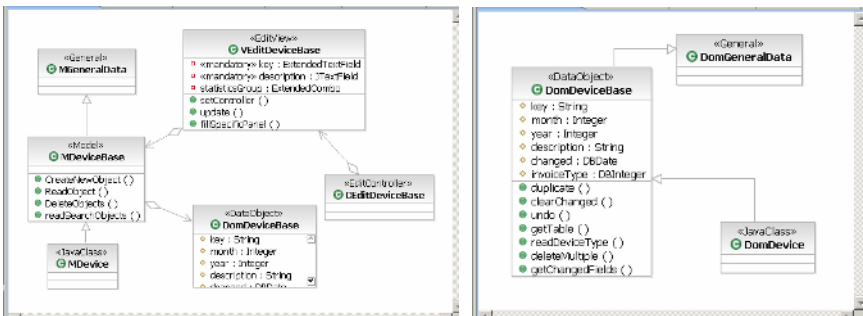 «EditView»
VEditDeviceBase
«mandatory» key : ExtendedTextField
«mandatory» description : JTextField
statisticsGroup : ExtendedCombo
setController ()
update ()
fillSpecificPanel ()
«General»
MGeneralData
«Model»
MDeviceBase
CreateNewObject ()
ReadObject ()
DeleteObjects ()
readSearchObjects ()
«EditController»
CEditDeviceBase
«DataObject»
DomDeviceBase
key : String
month : Integer
year : Integer
description : String
changed : DBDate
«JavaClass»
MDevice
«General»
DomGeneralData
«DataObject»
DomDeviceBase
key : String
month : Integer
year : Integer
description : String
changed : DBDate
invoiceType : DBInteger
duplicate ()
clearChanged ()
undo ()
getTable ()
readDeviceType ()
deleteMultiple ()
getChangedFields ()
«JavaClass»
DomDevice